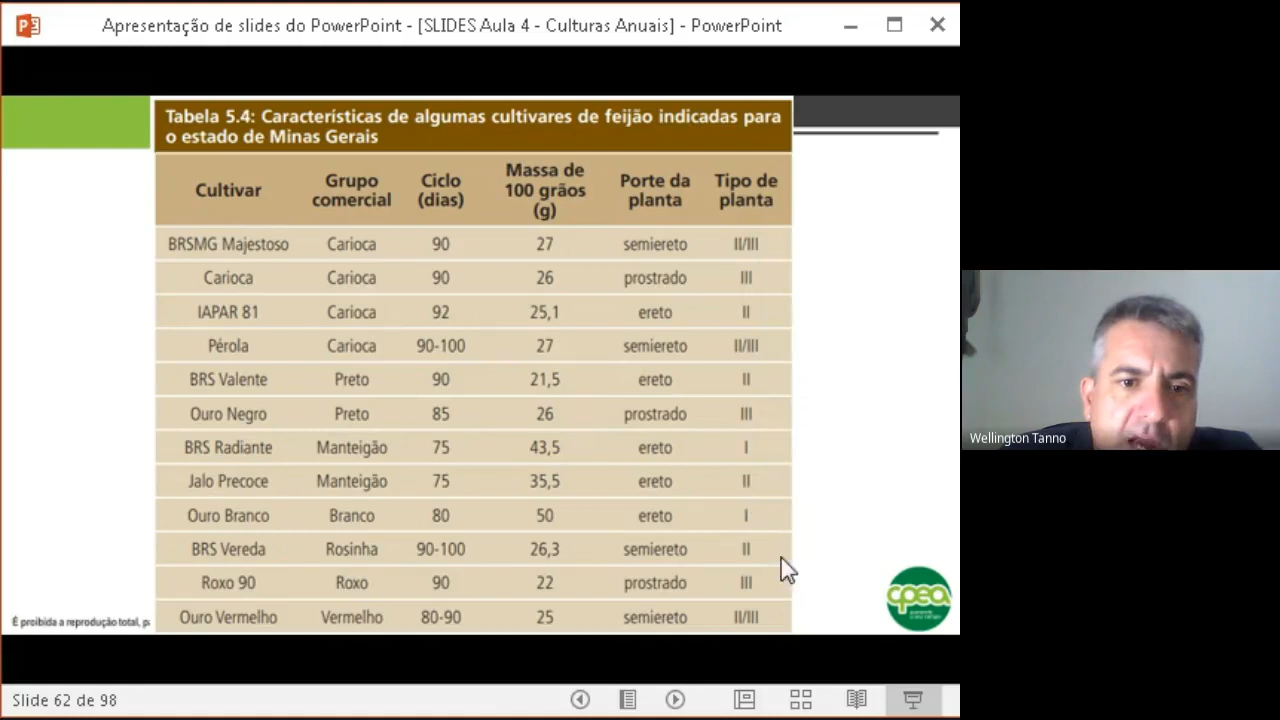 Apresentação de slides do PowerPoint - [SLIDES Aula 4 - Culturas Anuais] - PowerPoint
Tabela 5.4: Características de algumas cultivares de feijão indicadas para
o estado de Minas Gerais
Cultivar Grupo comercial Ciclo (dias) Massa de 100 grãos (g) Porte da planta Tipo de planta
BRSMG Majestoso Carioca 90 27 semiereto II/III
Carioca Carioca 90 26 prostrado III
IAPAR 81 Carioca 92 25,1 ereto II
Pérola Carioca 90-100 27 semiereto II/III
BRS Valente Preto 90 21,5 ereto II
Ouro Negro Preto 85 26 prostrado III
BRS Radiante Manteigão 75 43,5 ereto I
Jalo Precoce Manteigão 75 35,5 ereto II
Ouro Branco Branco 80 50 ereto I
BRS Vereda Rosinha 90-100 26,3 semiereto II
Roxo 90 Roxo 90 22 prostrado III
Ouro Vermelho Vermelho 80-90 25 semiereto II/III
É proibida a reprodução total, pa
cpea
Wellington Tanno
Slide 62 de 98